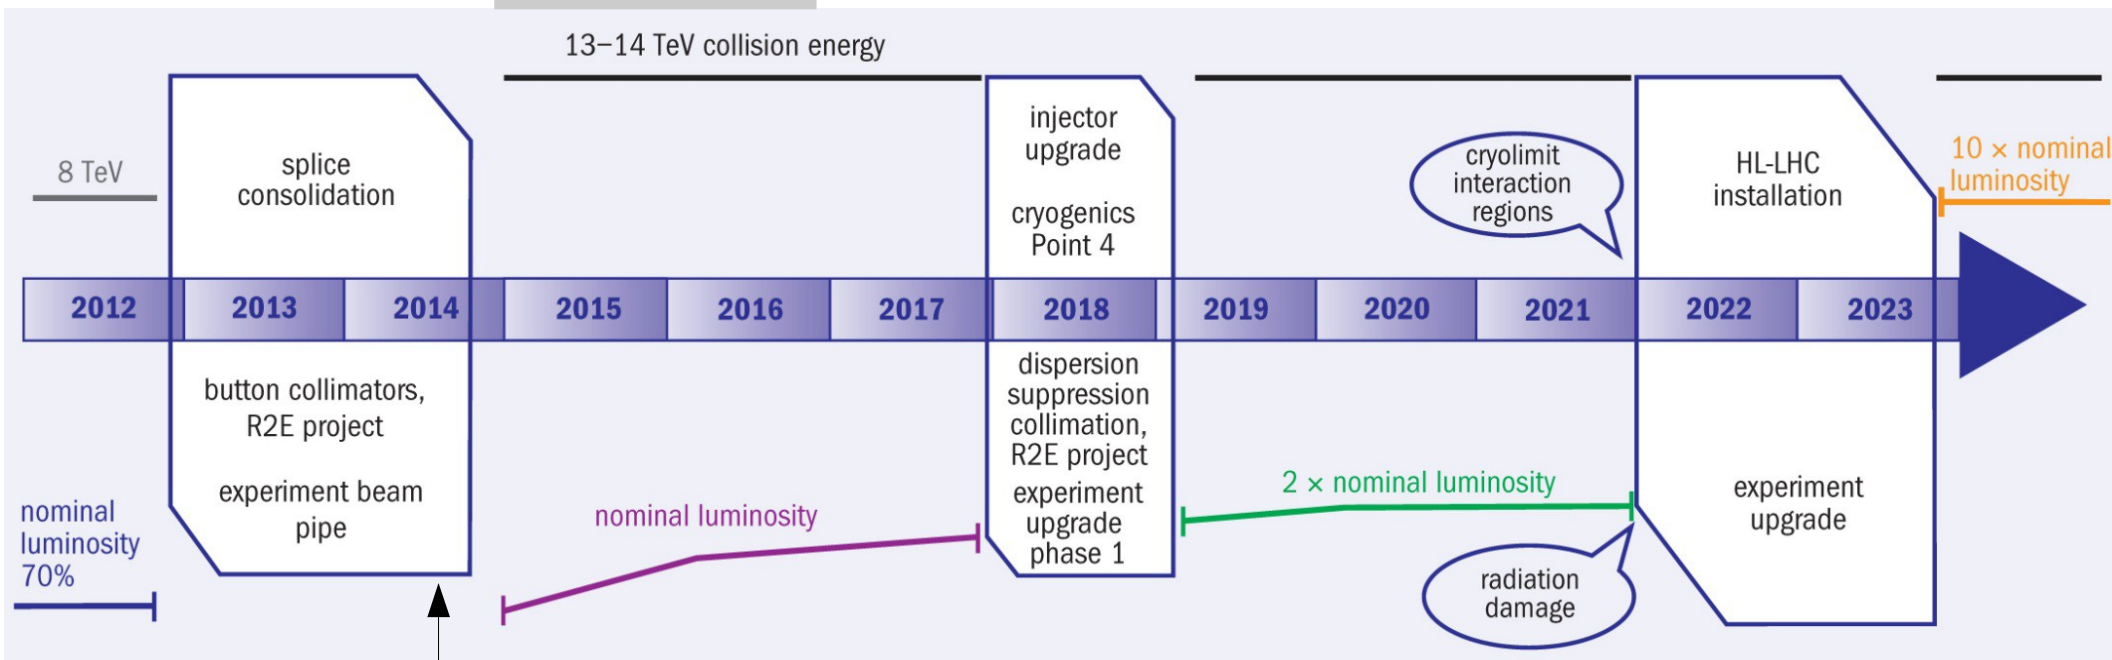 13–14 TeV collision energy
8 TeV
splice
consolidation
injector
upgrade
cryogenics
Point 4
cryolimit
interaction
regions
HL-LHC
installation
10 × nominal
luminosity
2012
2013
2014
2015
2016
2017
2018
2019
2020
2021
2022
2023
nominal
luminosity
70%
button collimators,
R2E project
experiment beam
pipe
nominal luminosity
dispersion
suppression
collimation,
R2E project
experiment
upgrade
phase 1
2 × nominal luminosity
radiation
damage
experiment
upgrade